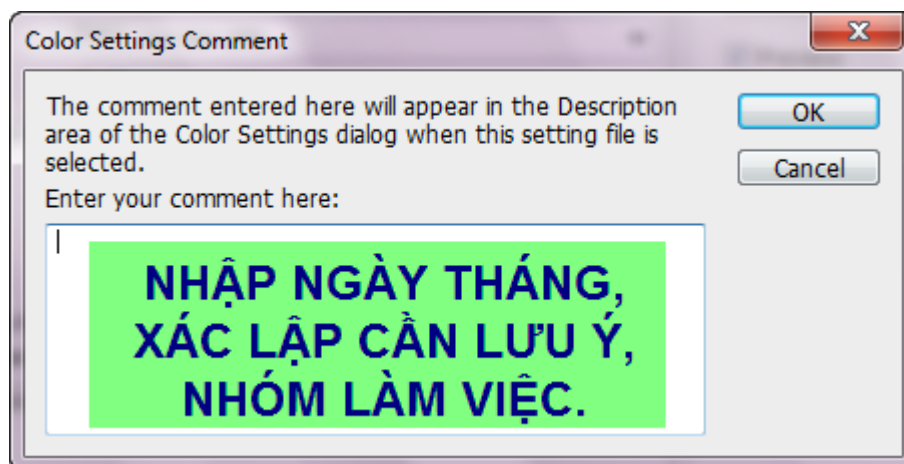 Color Settings Comment
The comment entered here will appear in the Description
area of the Color Settings dialog when this setting file is
selected.
Enter your comment here:
OK
Cancel
NHẬP NGÀY THÁNG,
XÁC LẬP CẦN LƯU Ý,
NHÓM LÀM VIỆC.